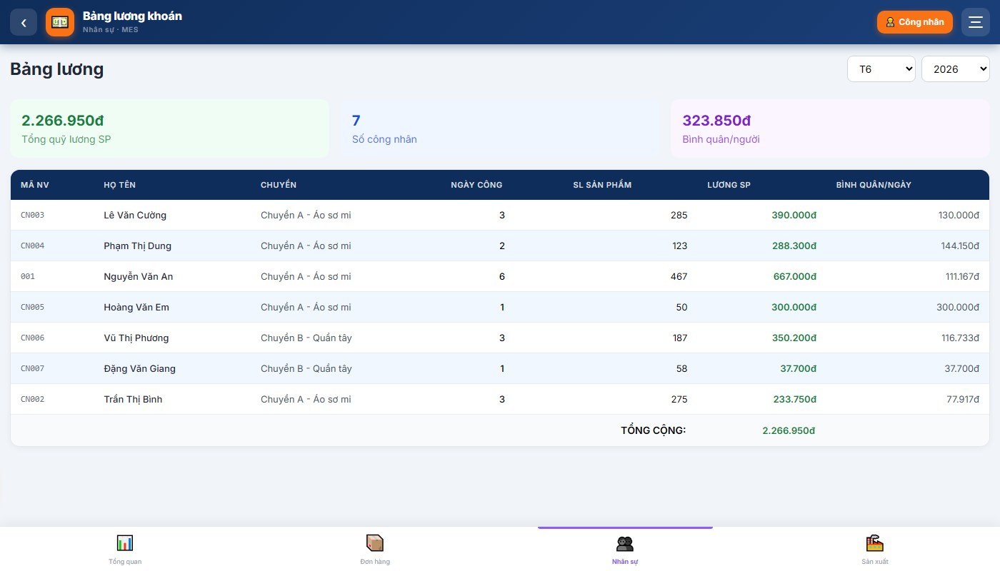 Bảng lương khoán
Nhân sự · MES
Công nhân
Bảng lương
T6
2026
2.266.950đ
Tổng quỹ lương SP
7
Số công nhân
323.850đ
Bình quân/người
MÃ NV HỌ TÊN CHUYỀN NGÀY CÔNG SL SẢN PHẨM LƯƠNG SP BÌNH QUÂN/NGÀY
CN003 Lê Văn Cường Chuyền A - Áo sơ mi 3 285 390.000đ 130.000đ
CN004 Phạm Thị Dung Chuyền A - Áo sơ mi 2 123 288.300đ 144.150đ
001 Nguyễn Văn An Chuyền A - Áo sơ mi 6 467 667.000đ 111.167đ
CN005 Hoàng Văn Em Chuyền A - Áo sơ mi 1 50 300.000đ 300.000đ
CN006 Vũ Thị Phương Chuyền B - Quần tây 3 187 350.200đ 116.733đ
CN007 Đặng Văn Giang Chuyền B - Quần tây 1 58 37.700đ 37.700đ
CN002 Trần Thị Bình Chuyền A - Áo sơ mi 3 275 233.750đ 77.917đ
TỔNG CỘNG: 2.266.950đ
Tổng quan
Đơn hàng
Nhân sự
Sản xuất